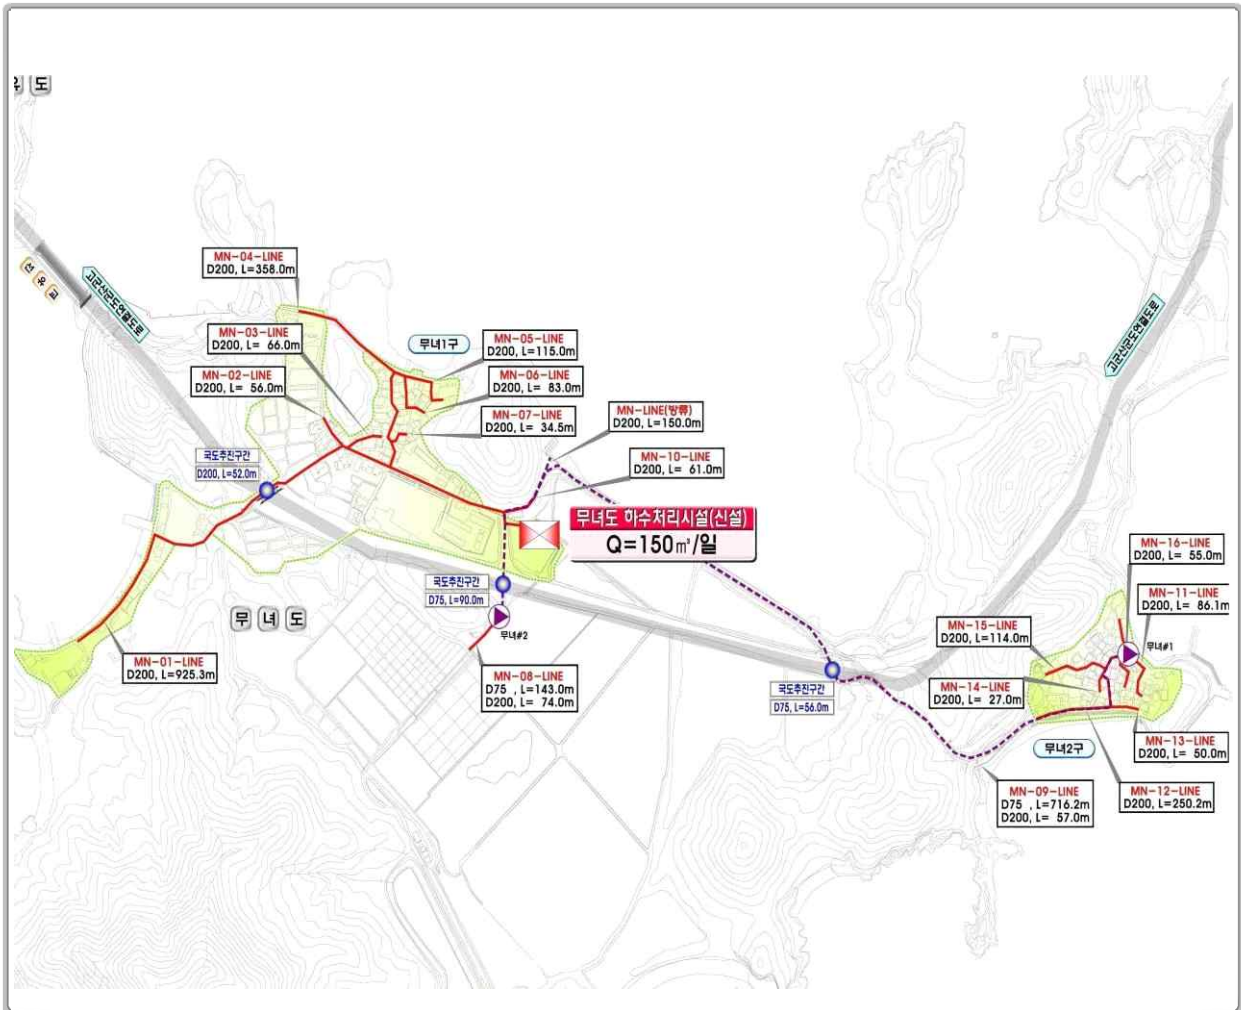 도
선유교
고군산군도연결도로
MN-04-LINE
D200, L=358.0m
MN-03-LINE
D200, L= 66.0m
MN-02-LINE
D200, L= 56.0m
무녀1구
MN-05-LINE
D200, L=115.0m
MN-06-LINE
D200, L= 83.0m
MN-07-LINE
D200, L= 34.5m
MN-LINE(방류)
D200, L=150.0m
MN-10-LINE
D200, L= 61.0m
고군산군도연결도로
국도추진구간
D200, L=52.0m
무녀도 하수처리시설(신설)
Q=150㎥/일
국도추진구간
D75, L=90.0m
무녀#2
무녀도
MN-01-LINE
D200, L=925.3m
MN-08-LINE
D75 , L=143.0m
D200, L= 74.0m
국도추진구간
D75, L=56.0m
MN-16-LINE
D200, L= 55.0m
MN-11-LINE
D200, L= 86.1m
MN-15-LINE
D200, L=114.0m
무녀#1
MN-14-LINE
D200, L= 27.0m
MN-13-LINE
D200, L= 50.0m
무녀2구
MN-09-LINE
D75 , L=716.2m
D200, L= 57.0m
MN-12-LINE
D200, L=250.2m